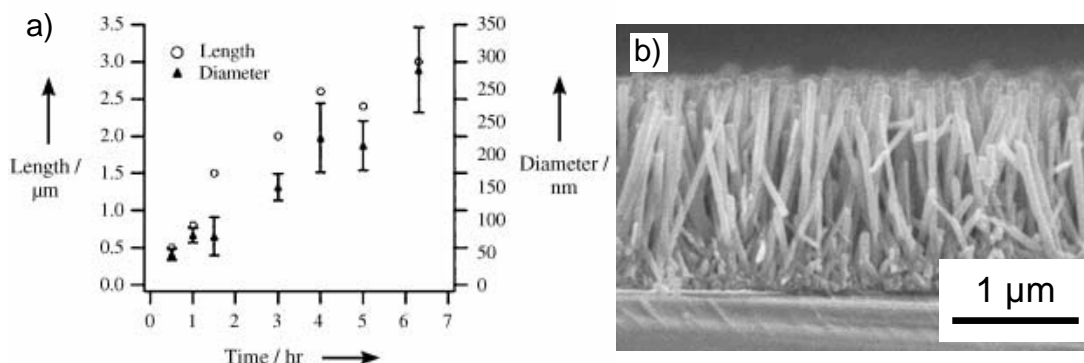 a)
3.5
3.0
2.5
2.0
1.5
1.0
0.5
0.0
Length /
µm
Length
Diameter
350
300
250
200
150
100
50
0
Diameter /
nm
0 1 2 3 4 5 6 7
Time / hr
b)
1 µm